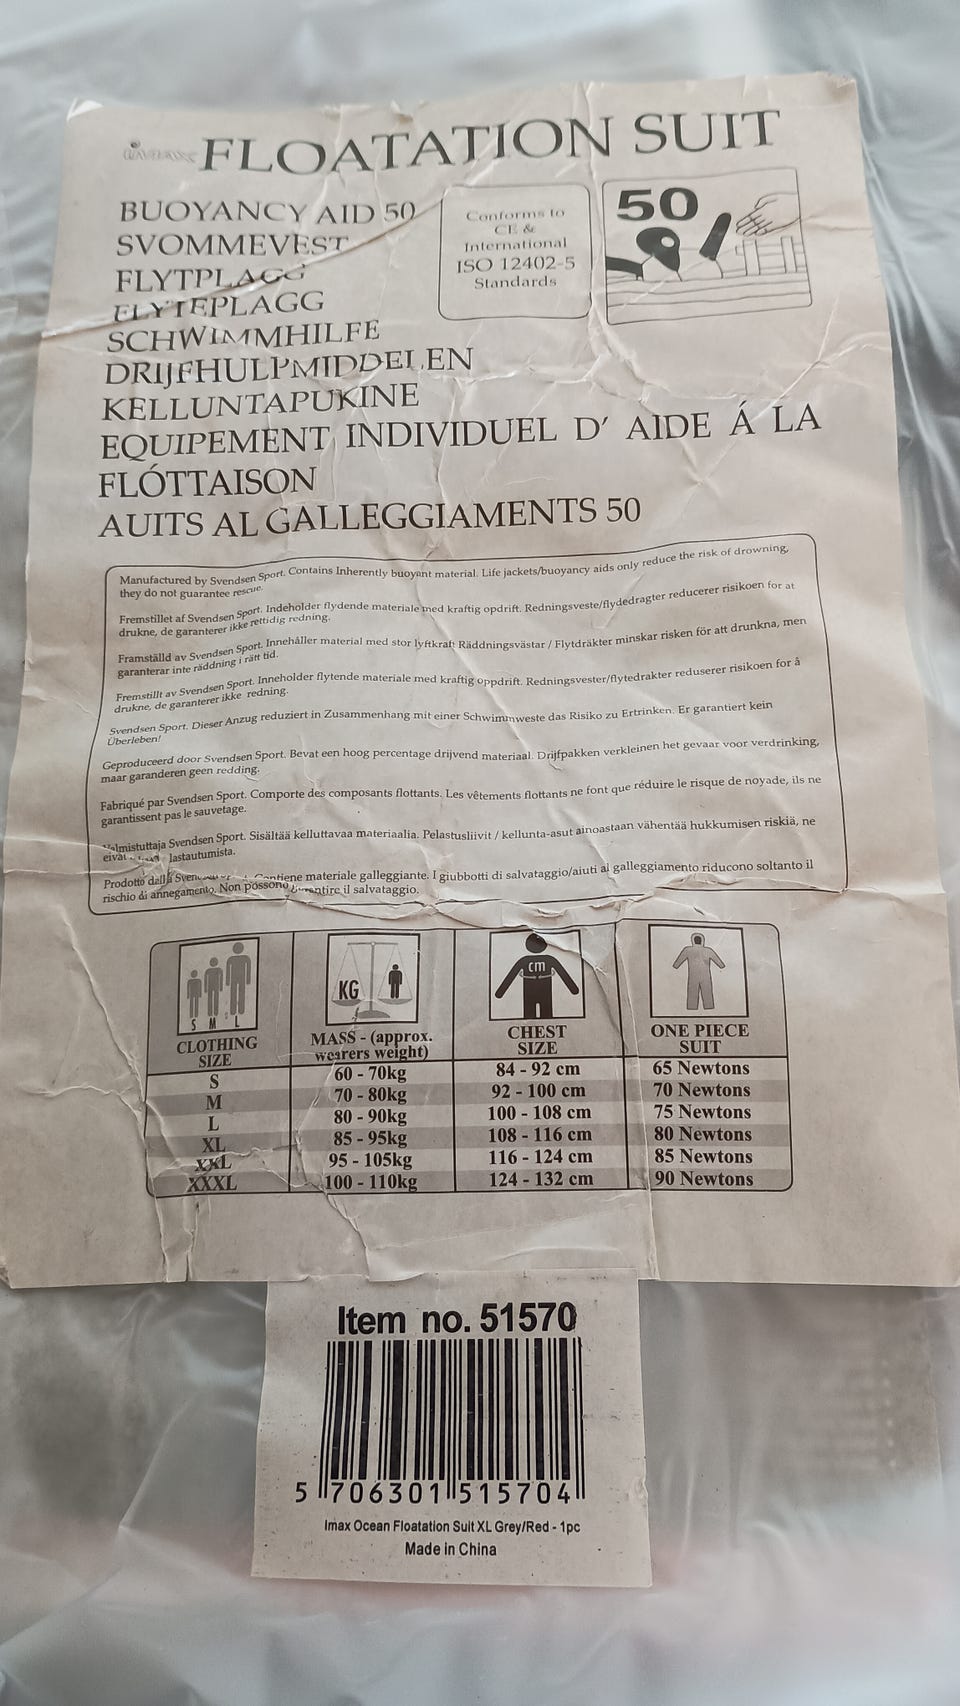 imax FLOATATION SUIT
BUOYANCY AID 50
SVOMMEVEST
FLYTPLAGG
FLYTEPLAGG
SCHWIMMHILFE
DRIJFHULPMIDDELEN
KELLUNTAPUKINE
EQUIPEMENT INDIVIDUEL D' AIDE Á LA
FLÓTTAISON
AUITS AL GALLEGGIAMENTS 50
Conforms to
CE &
International
ISO 12402-5
Standards
50
Manufactured by Svendsen Sport. Contains Inherently buoyant material. Life jackets/buoyancy aids only reduce the risk of drowning,
they do not guarantee rescue.
Fremstillet af Svendsen Sport. Indeholder flydende materiale med kraftig opdrift. Redningsveste/flydedragter reducerer risikoen for at
drukne, de garanterer ikke rettidig redning.
Framställd av Svendsen Sport. Innehåller material med stor lyftkraft Räddningsvästar / Flytdräkter minskar risken för att drunkna, men
garanterar inte räddning i rätt tid.
Fremstillt av Svendsen Sport. Inneholder flytende materiale med kraftig oppdrift. Redningsvester/flytedrakter reduserer risikoen for å
drukne, de garanterer ikke redning.
Svendsen Sport. Dieser Anzug reduziert in Zusammenhang mit einer Schwimmweste das Risiko zu Ertrinken. Er garantiert kein
Überleben!
Geproduceerd door Svendsen Sport. Bevat een hoog percentage drijvend materiaal. Drijfpakken verkleinen het gevaar voor verdrinking,
maar garanderen geen redding.
Fabriqué par Svendsen Sport. Comporte des composants flottants. Les vêtements flottants ne font que réduire le risque de noyade, ils ne
garantissent pas le sauvetage.
Valmistuttaja Svendsen Sport. Sisältää kelluttavaa materiaalia. Pelastusliivit / kellunta-asut ainoastaan vähentää hukkumisen riskiä, ne
eivät lastautumista.
Prodotto dalla Contiene materiale galleggiante. I giubbotti di salvataggio/aiuti al galleggiamento riducono soltanto il
rischio di annegamento. Non possono garantire il salvataggio.
S M L
KG
cm
CLOTHING SIZE MASS - (approx. wearers weight) CHEST SIZE ONE PIECE SUIT
S 60 - 70kg 84 - 92 cm 65 Newtons
M 70 - 80kg 92 - 100 cm 70 Newtons
L 80 - 90kg 100 - 108 cm 75 Newtons
XL 85 - 95kg 108 - 116 cm 80 Newtons
XXL 95 - 105kg 116 - 124 cm 85 Newtons
XXXL 100 - 110kg 124 - 132 cm 90 Newtons
Item no. 51570
5 706301 515704
Imax Ocean Floatation Suit XL Grey/Red - 1pc
Made in China